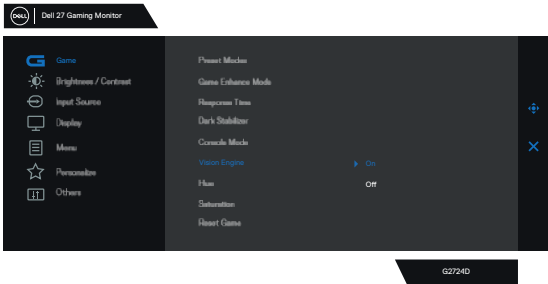 DELL Dell 27 Gaming Monitor
Game
Brightness / Contrast
Input Source
Display
Menu
Personalize
Others
Preset Modes
Game Enhance Mode
Response Time
Dark Stabilizer
Console Mode
Vision Engine
On
Hue
Off
Saturation
Reset Game
G2724D